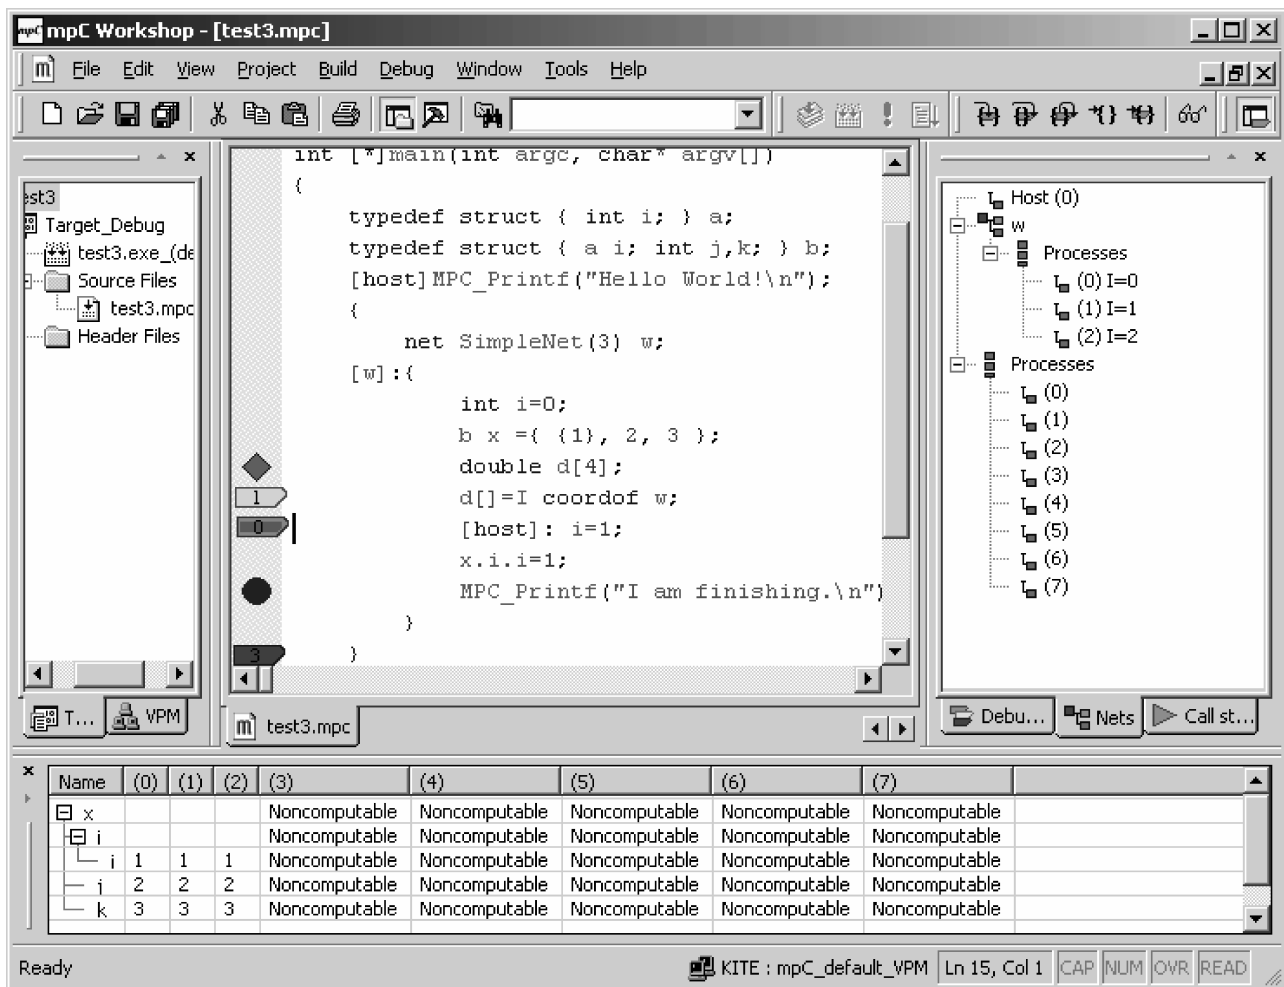 mpC mpC Workshop - [test3.mpc]
File Edit View Project Build Debug Window Tools Help
est3
Target_Debug
test3.exe_(de
Source Files
test3.mpc
Header Files
T... VPM
int [*]main(int argc, char* argv[])
{
typedef struct { int i; } a;
typedef struct { a i; int j,k; } b;
[host]MPC_Printf("Hello World!\n");
{
net SimpleNet(3) w;
[w]:{
int i=0;
b x ={ {1}, 2, 3 };
double d[4];
1 d[]=I coordof w;
0 [host]: i=1;
x.i.i=1;
MPC_Printf("I am finishing.\n")
}
3 }
test3.mpc
Host (0)
w
Processes
(0) I=0
(1) I=1
(2) I=2
Processes
(0)
(1)
(2)
(3)
(4)
(5)
(6)
(7)
Debu... Nets Call st...
Name (0) (1) (2) (3) (4) (5) (6) (7)
x Noncomputable Noncomputable Noncomputable Noncomputable Noncomputable
i Noncomputable Noncomputable Noncomputable Noncomputable Noncomputable
i 1 1 1 Noncomputable Noncomputable Noncomputable Noncomputable Noncomputable
j 2 2 2 Noncomputable Noncomputable Noncomputable Noncomputable Noncomputable
k 3 3 3 Noncomputable Noncomputable Noncomputable Noncomputable Noncomputable
Ready KITE : mpC_default_VPM Ln 15, Col 1 CAP NUM OVR READ